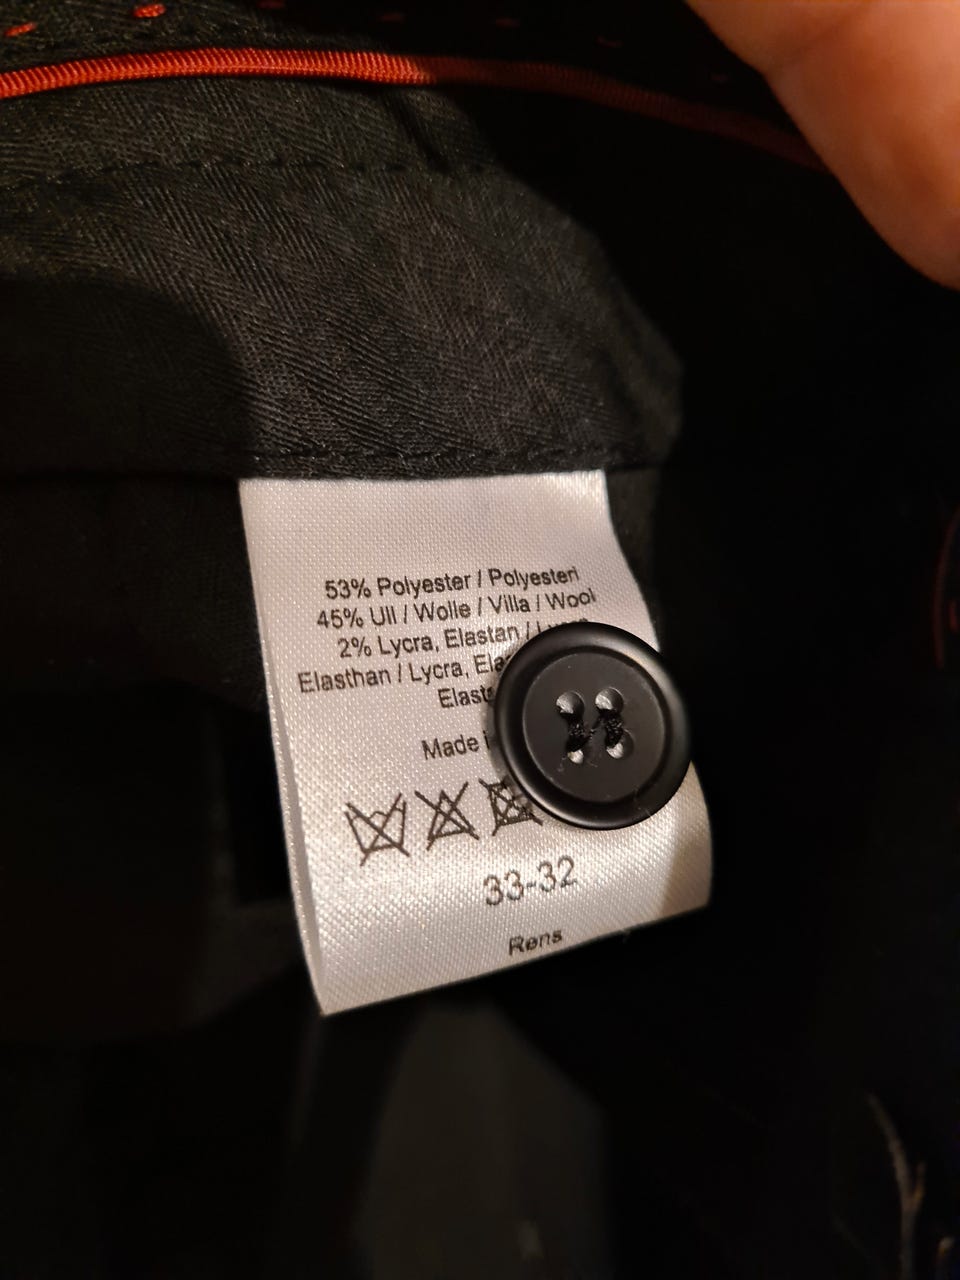 53% Polyester / Polyesteri
45% Ull / Wolle / Villa / Wool
2% Lycra, Elastan /
Elasthan / Lycra,
Made
33-32
Rens